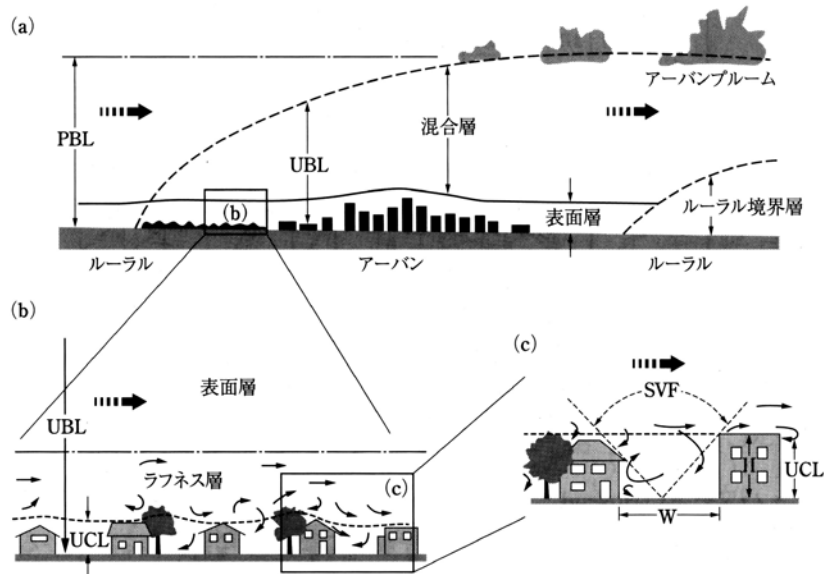 (a)
アーバンプルーム
PBL
UBL
混合層
(b)
表面層
ルーラル境界層
ルーラル
アーバン
ルーラル
(b)
表面層
UBL
ラフネス層
(c)
UCL
(c)
SVF
H
UCL
W